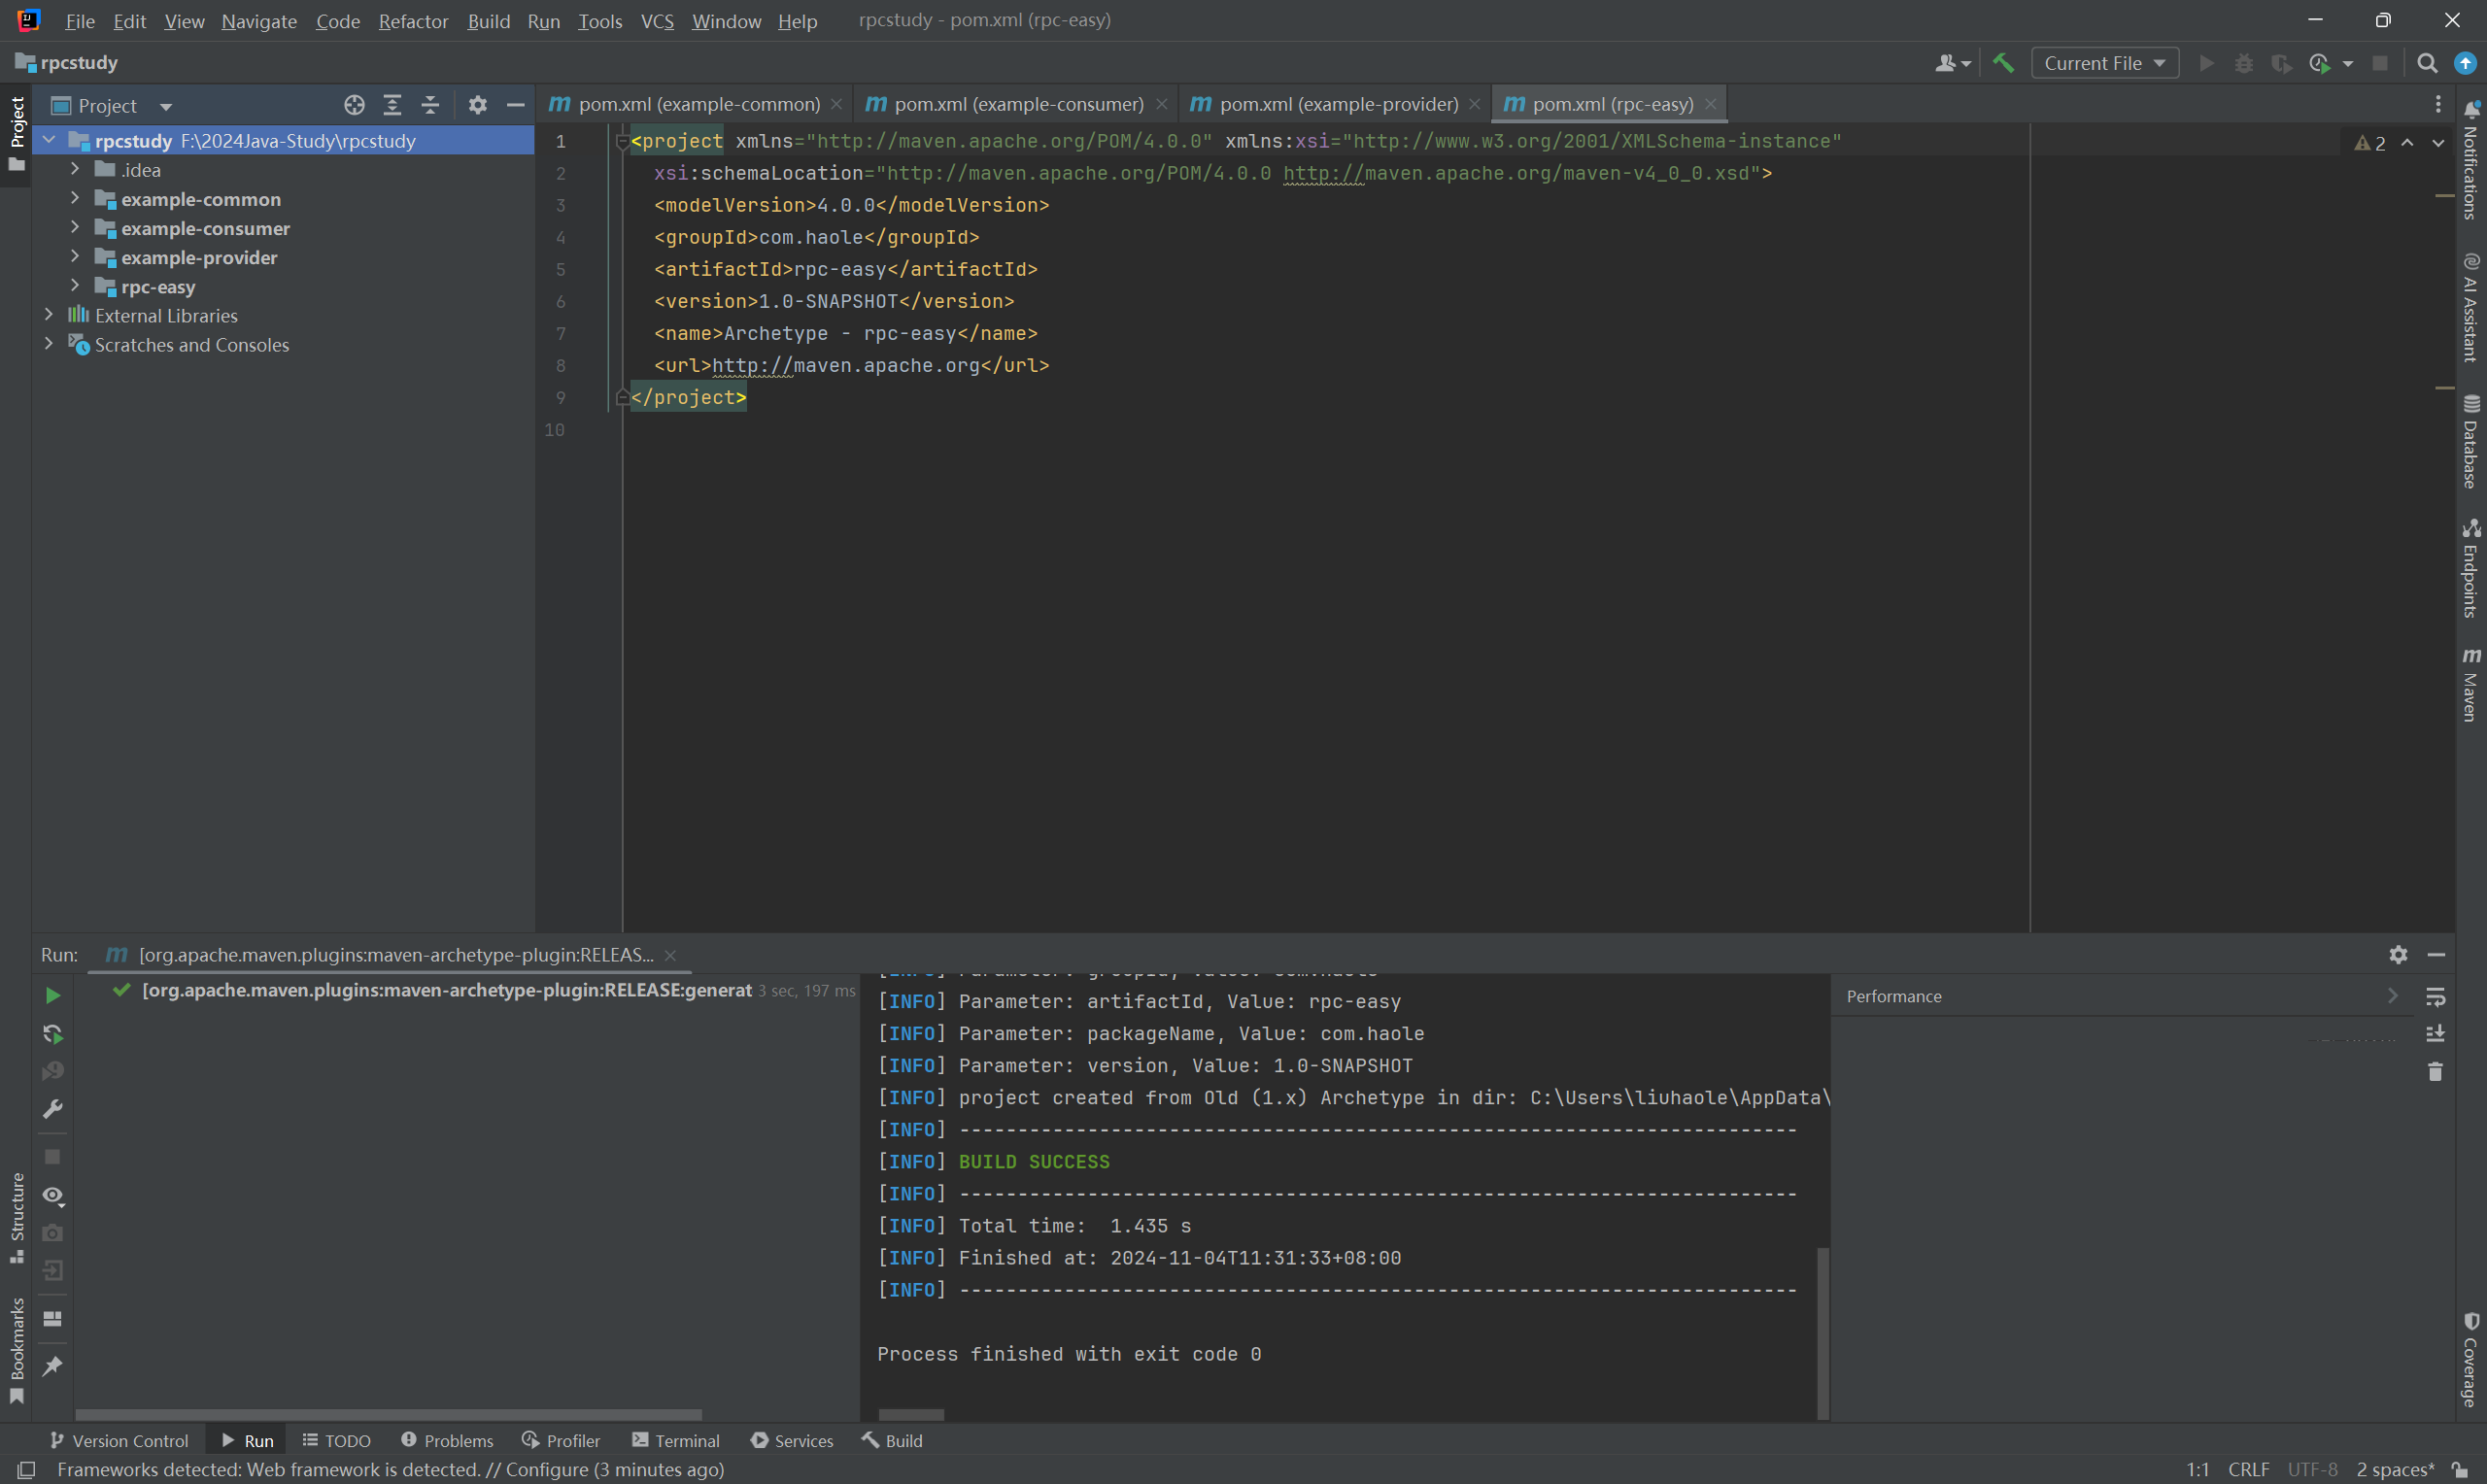 File Edit View Navigate Code Refactor Build Run Tools VCS Window Help rpcstudy - pom.xml (rpc-easy)
rpcstudy
Current File
Project
Project
pom.xml (example-common)
pom.xml (example-consumer)
pom.xml (example-provider)
pom.xml (rpc-easy)
rpcstudy F:\2024Java-Study\rpcstudy
.idea
example-common
example-consumer
example-provider
rpc-easy
External Libraries
Scratches and Consoles
1 <project xmlns="http://maven.apache.org/POM/4.0.0" xmlns:xsi="http://www.w3.org/2001/XMLSchema-instance"
2 xsi:schemaLocation="http://maven.apache.org/POM/4.0.0 http://maven.apache.org/maven-v4_0_0.xsd">
3 <modelVersion>4.0.0</modelVersion>
4 <groupId>com.haole</groupId>
5 <artifactId>rpc-easy</artifactId>
6 <version>1.0-SNAPSHOT</version>
7 <name>Archetype - rpc-easy</name>
8 <url>http://maven.apache.org</url>
9 </project>
10
2
Notifications
AI Assistant
Database
Endpoints
Maven
Coverage
Structure
Bookmarks
Run: [org.apache.maven.plugins:maven-archetype-plugin:RELEAS...
[org.apache.maven.plugins:maven-archetype-plugin:RELEASE:generat 3 sec, 197 ms
[INFO] Parameter: artifactId, Value: rpc-easy
[INFO] Parameter: packageName, Value: com.haole
[INFO] Parameter: version, Value: 1.0-SNAPSHOT
[INFO] project created from Old (1.x) Archetype in dir: C:\Users\liuhaole\AppData\
[INFO] ------------------------------------------------------------------------
[INFO] BUILD SUCCESS
[INFO] ------------------------------------------------------------------------
[INFO] Total time:  1.435 s
[INFO] Finished at: 2024-11-04T11:31:33+08:00
[INFO] ------------------------------------------------------------------------
Process finished with exit code 0
Performance
Version Control Run TODO Problems Profiler Terminal Services Build
Frameworks detected: Web framework is detected. // Configure (3 minutes ago)
1:1 CRLF UTF-8 2 spaces*